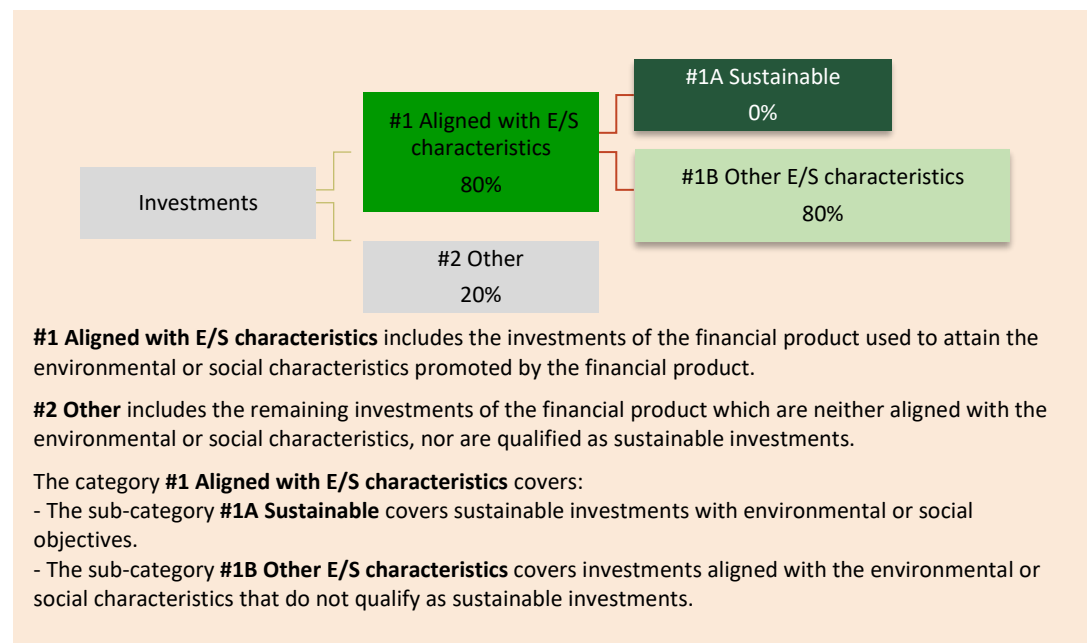 #1A Sustainable
0%
#1 Aligned with E/S
characteristics
80%
#1B Other E/S characteristics
80%
Investments
#2 Other
20%
#1 Aligned with E/S characteristics includes the investments of the financial product used to attain the
environmental or social characteristics promoted by the financial product.
#2 Other includes the remaining investments of the financial product which are neither aligned with the
environmental or social characteristics, nor are qualified as sustainable investments.
The category #1 Aligned with E/S characteristics covers:
- The sub-category #1A Sustainable covers sustainable investments with environmental or social
objectives.
- The sub-category #1B Other E/S characteristics covers investments aligned with the environmental or
social characteristics that do not qualify as sustainable investments.